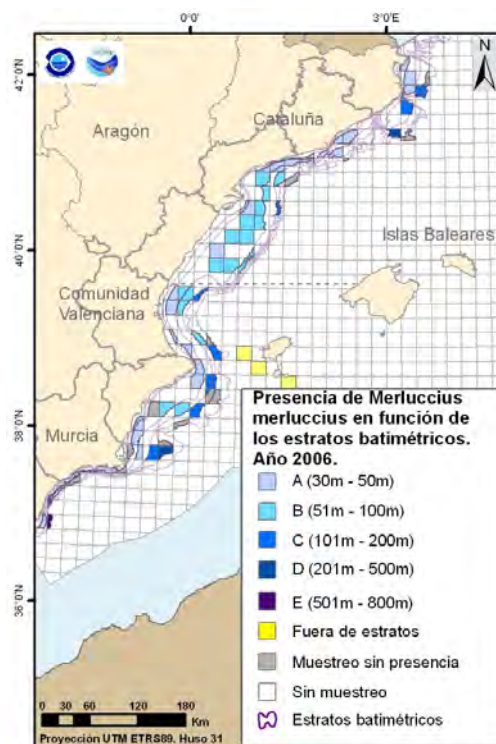 0°0'
3°0'E
N
42°0'N
Cataluña
Aragón
40°0'N
Islas Baleares
Comunidad
Valenciana
38°0'N
Murcia
36°0'N
Presencia de Merluccius
merluccius en función de
los estratos batimétricos.
Año 2006.
A (30m - 50m)
B (51m - 100m)
C (101m - 200m)
D (201m - 500m)
E (501m - 800m)
Fuera de estratos
Muestreo sin presencia
Sin muestreo
Estratos batimétricos
0 30 60 120 180
Km
Proyección UTM ETRS89. Huso 31